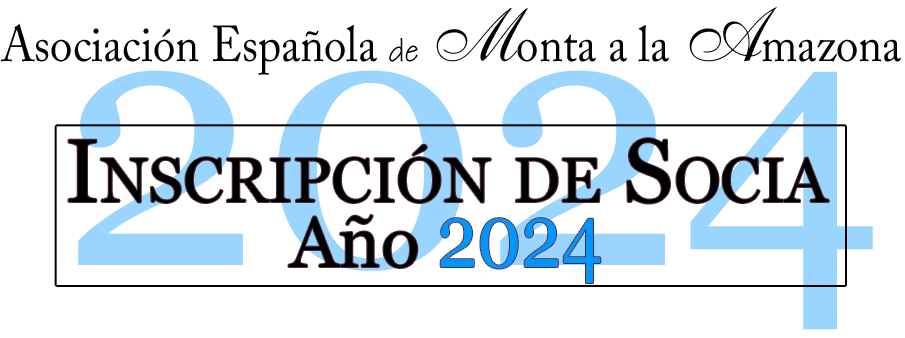 Asociación Española de Monta a la Amazona
2024
Inscripción de Socia
Año 2024